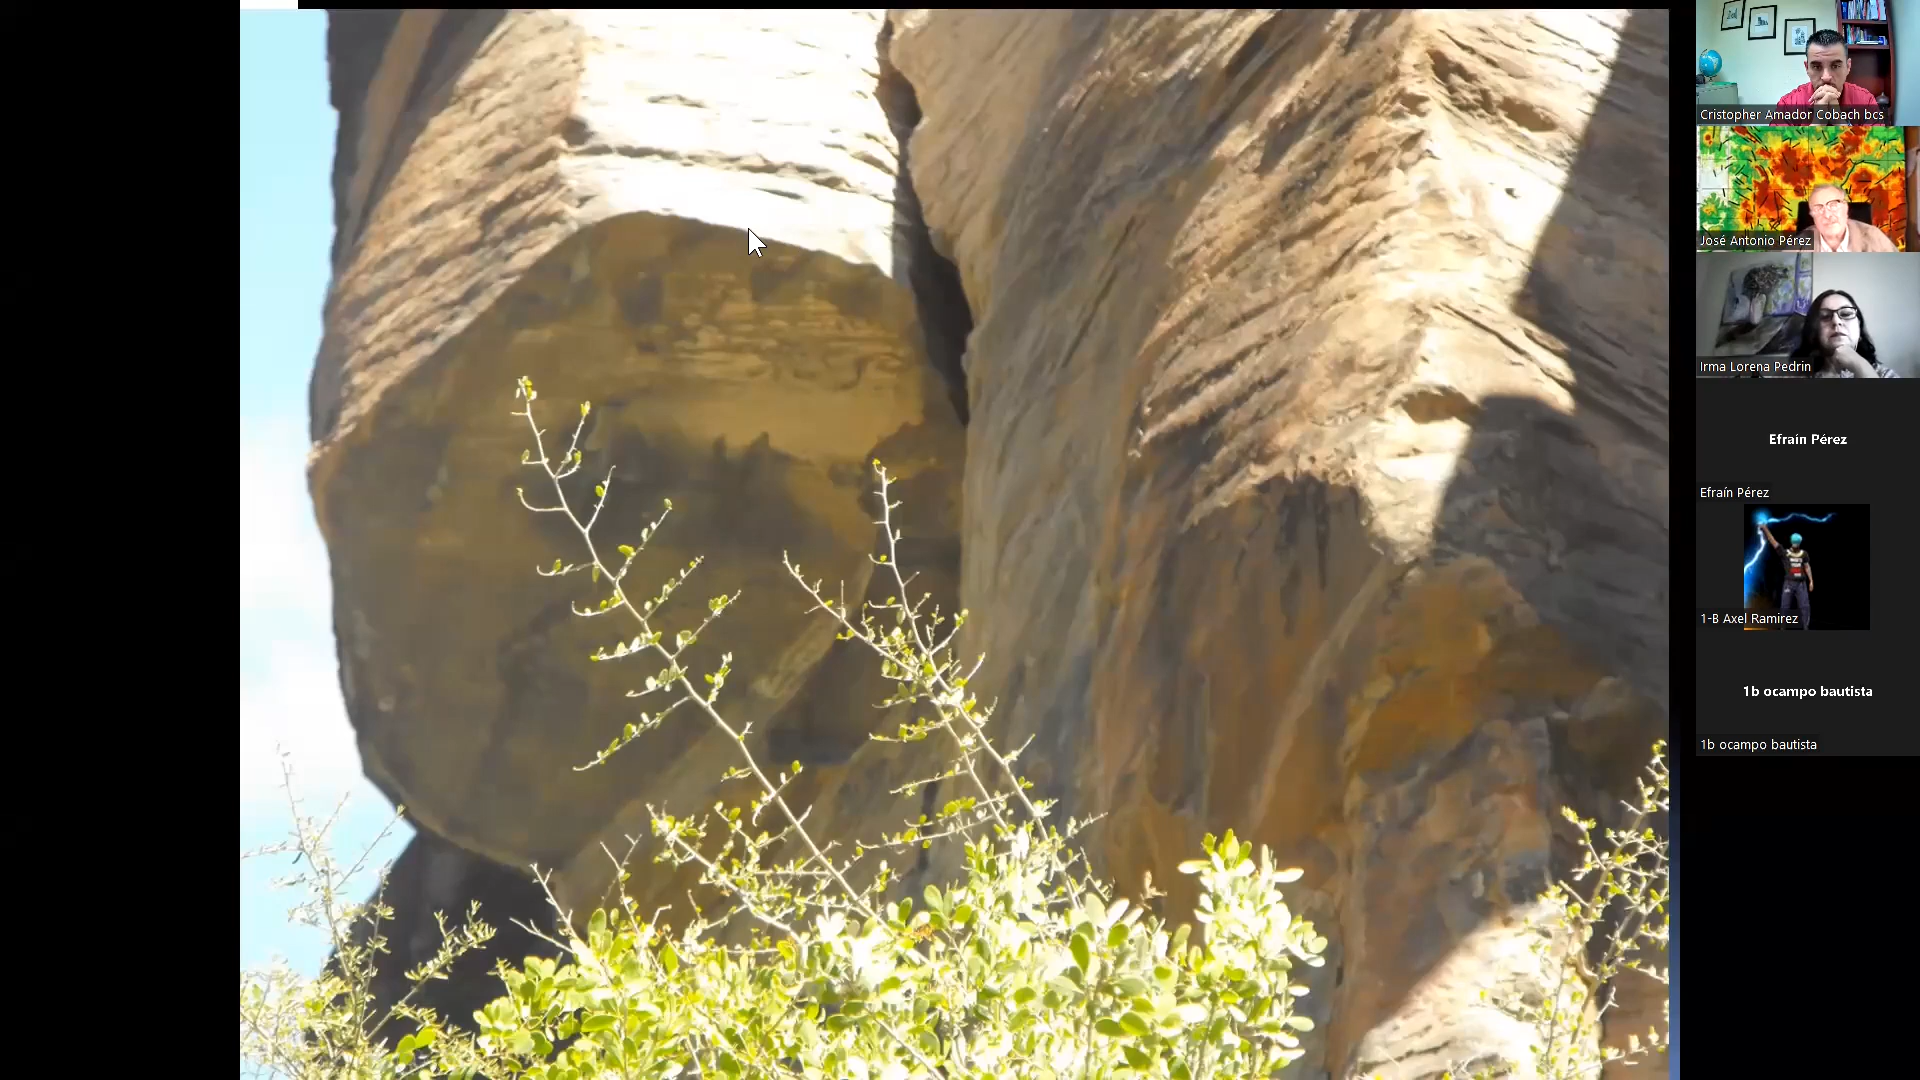 Cristopher Amador Cobach bcs
José Antonio Pérez
Irma Lorena Pedrin
Efraín Pérez
Efraín Pérez
1-B Axel Ramirez
1b ocampo bautista
1b ocampo bautista